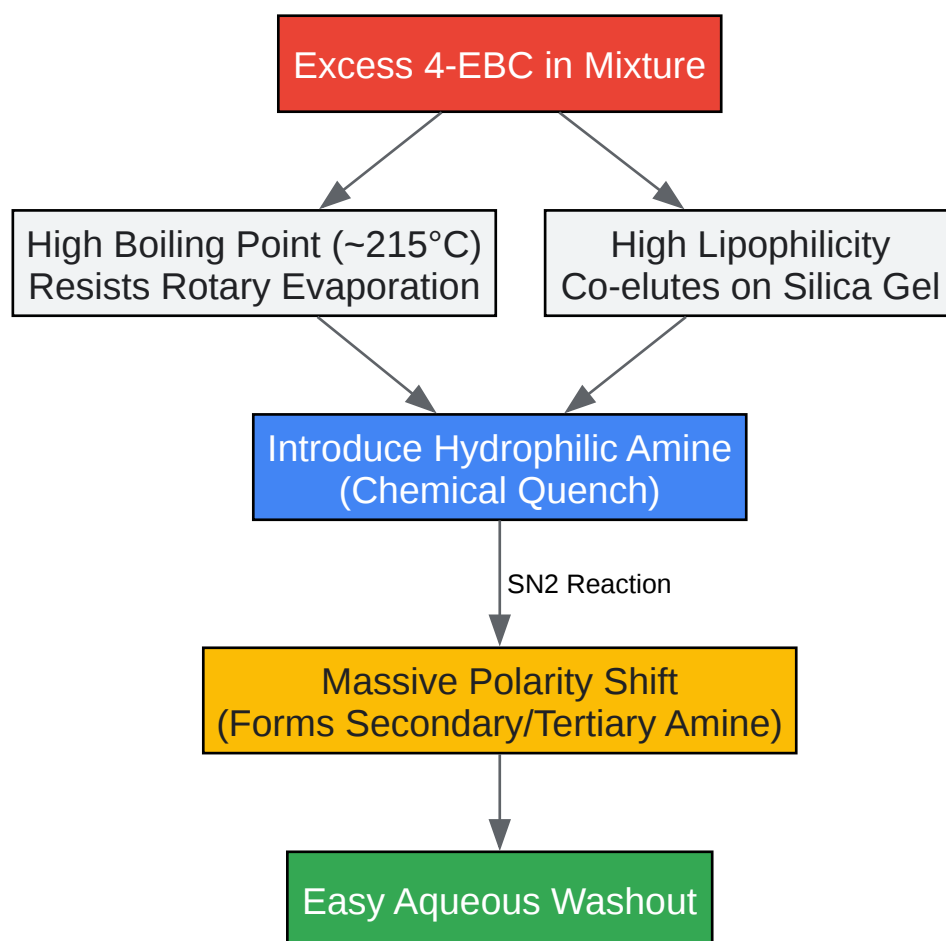 Excess 4-EBC in Mixture
High Boiling Point (~215°C)
Resists Rotary Evaporation
High Lipophilicity
Co-elutes on Silica Gel
Introduce Hydrophilic Amine
(Chemical Quench)
SN2 Reaction
Massive Polarity Shift
(Forms Secondary/Tertiary Amine)
Easy Aqueous Washout